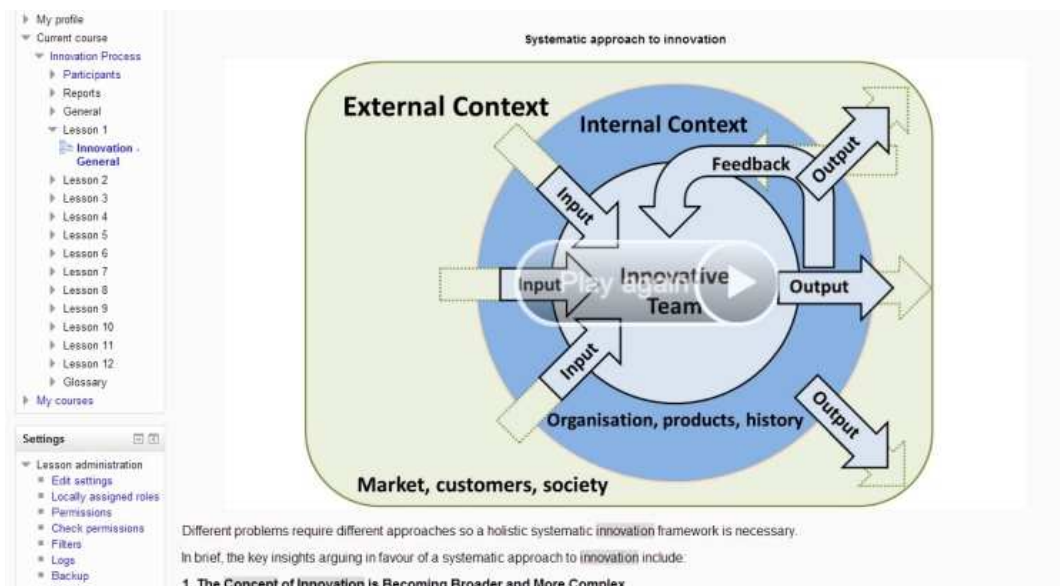 My profile
Current course
Innovation Process
Participants
Reports
General
Lesson 1
Innovation -
General
Lesson 2
Lesson 3
Lesson 4
Lesson 5
Lesson 6
Lesson 7
Lesson 8
Lesson 9
Lesson 10
Lesson 11
Lesson 12
Glossary
My courses
Settings
Lesson administration
Edit settings
Locally assigned roles
Permissions
Check permissions
Filters
Logs
Backup
Systematic approach to innovation
External Context
Internal Context
Feedback
Output
Input
Input
Play again
Innovative
Team
Output
Input
Output
Organisation, products, history
Market, customers, society
Different problems require different approaches so a holistic systematic innovation framework is necessary.
In brief, the key insights arguing in favour of a systematic approach to innovation include:
1. The Concept of Innovation is Becoming Broader and More Complex